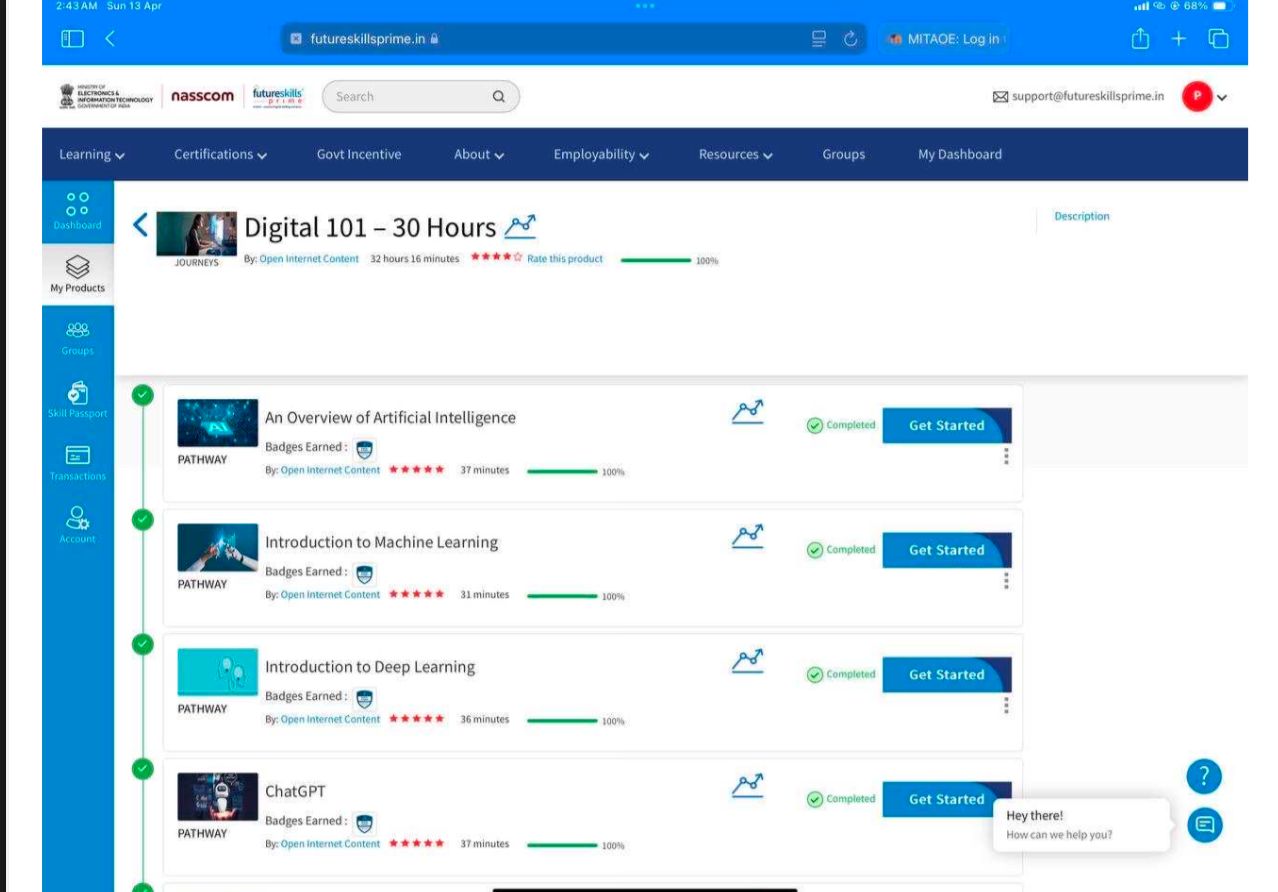 2:43 AM Sun 13 Apr
68%
futureskillsprime.in
MITAOE: Log in
MINISTRY OF
ELECTRONICS &
INFORMATION TECHNOLOGY
GOVERNMENT OF INDIA
nasscom
futureskills
prime
Search
support@futureskillsprime.in
P
Learning Certifications Govt Incentive About Employability Resources Groups My Dashboard
Dashboard
My Products
Groups
Skill Passport
Transactions
Account
Digital 101 – 30 Hours
Description
JOURNEYS
By: Open Internet Content 32 hours 16 minutes Rate this product 100%
An Overview of Artificial Intelligence
Completed Get Started
Badges Earned :
PATHWAY
By: Open Internet Content 37 minutes 100%
Introduction to Machine Learning
Completed Get Started
Badges Earned :
PATHWAY
By: Open Internet Content 31 minutes 100%
Introduction to Deep Learning
Completed Get Started
Badges Earned :
PATHWAY
By: Open Internet Content 36 minutes 100%
ChatGPT
Completed Get Started
Badges Earned :
PATHWAY
By: Open Internet Content 37 minutes 100%
?
Hey there!
How can we help you?